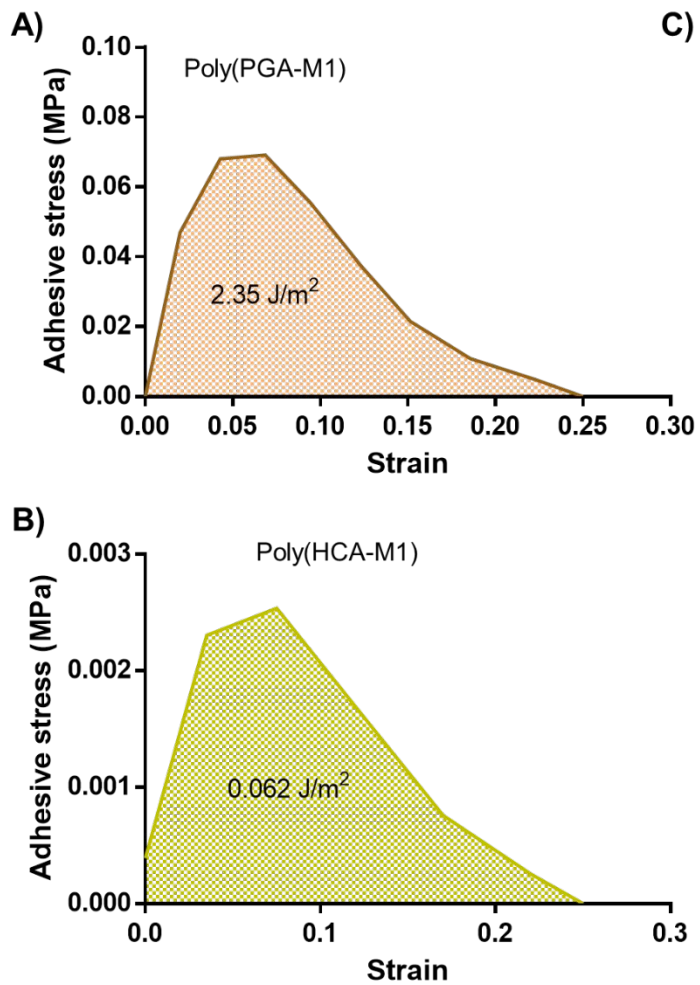 A)
C)
Poly(PGA-M1)
Adhesive stress (MPa)
0.10
0.08
0.06
0.04
0.02
0.00
2.35 J/m²
0.00 0.05 0.10 0.15 0.20 0.25 0.30
Strain
B)
Poly(HCA-M1)
Adhesive stress (MPa)
0.003
0.002
0.001
0.000
0.062 J/m²
0.0 0.1 0.2 0.3
Strain